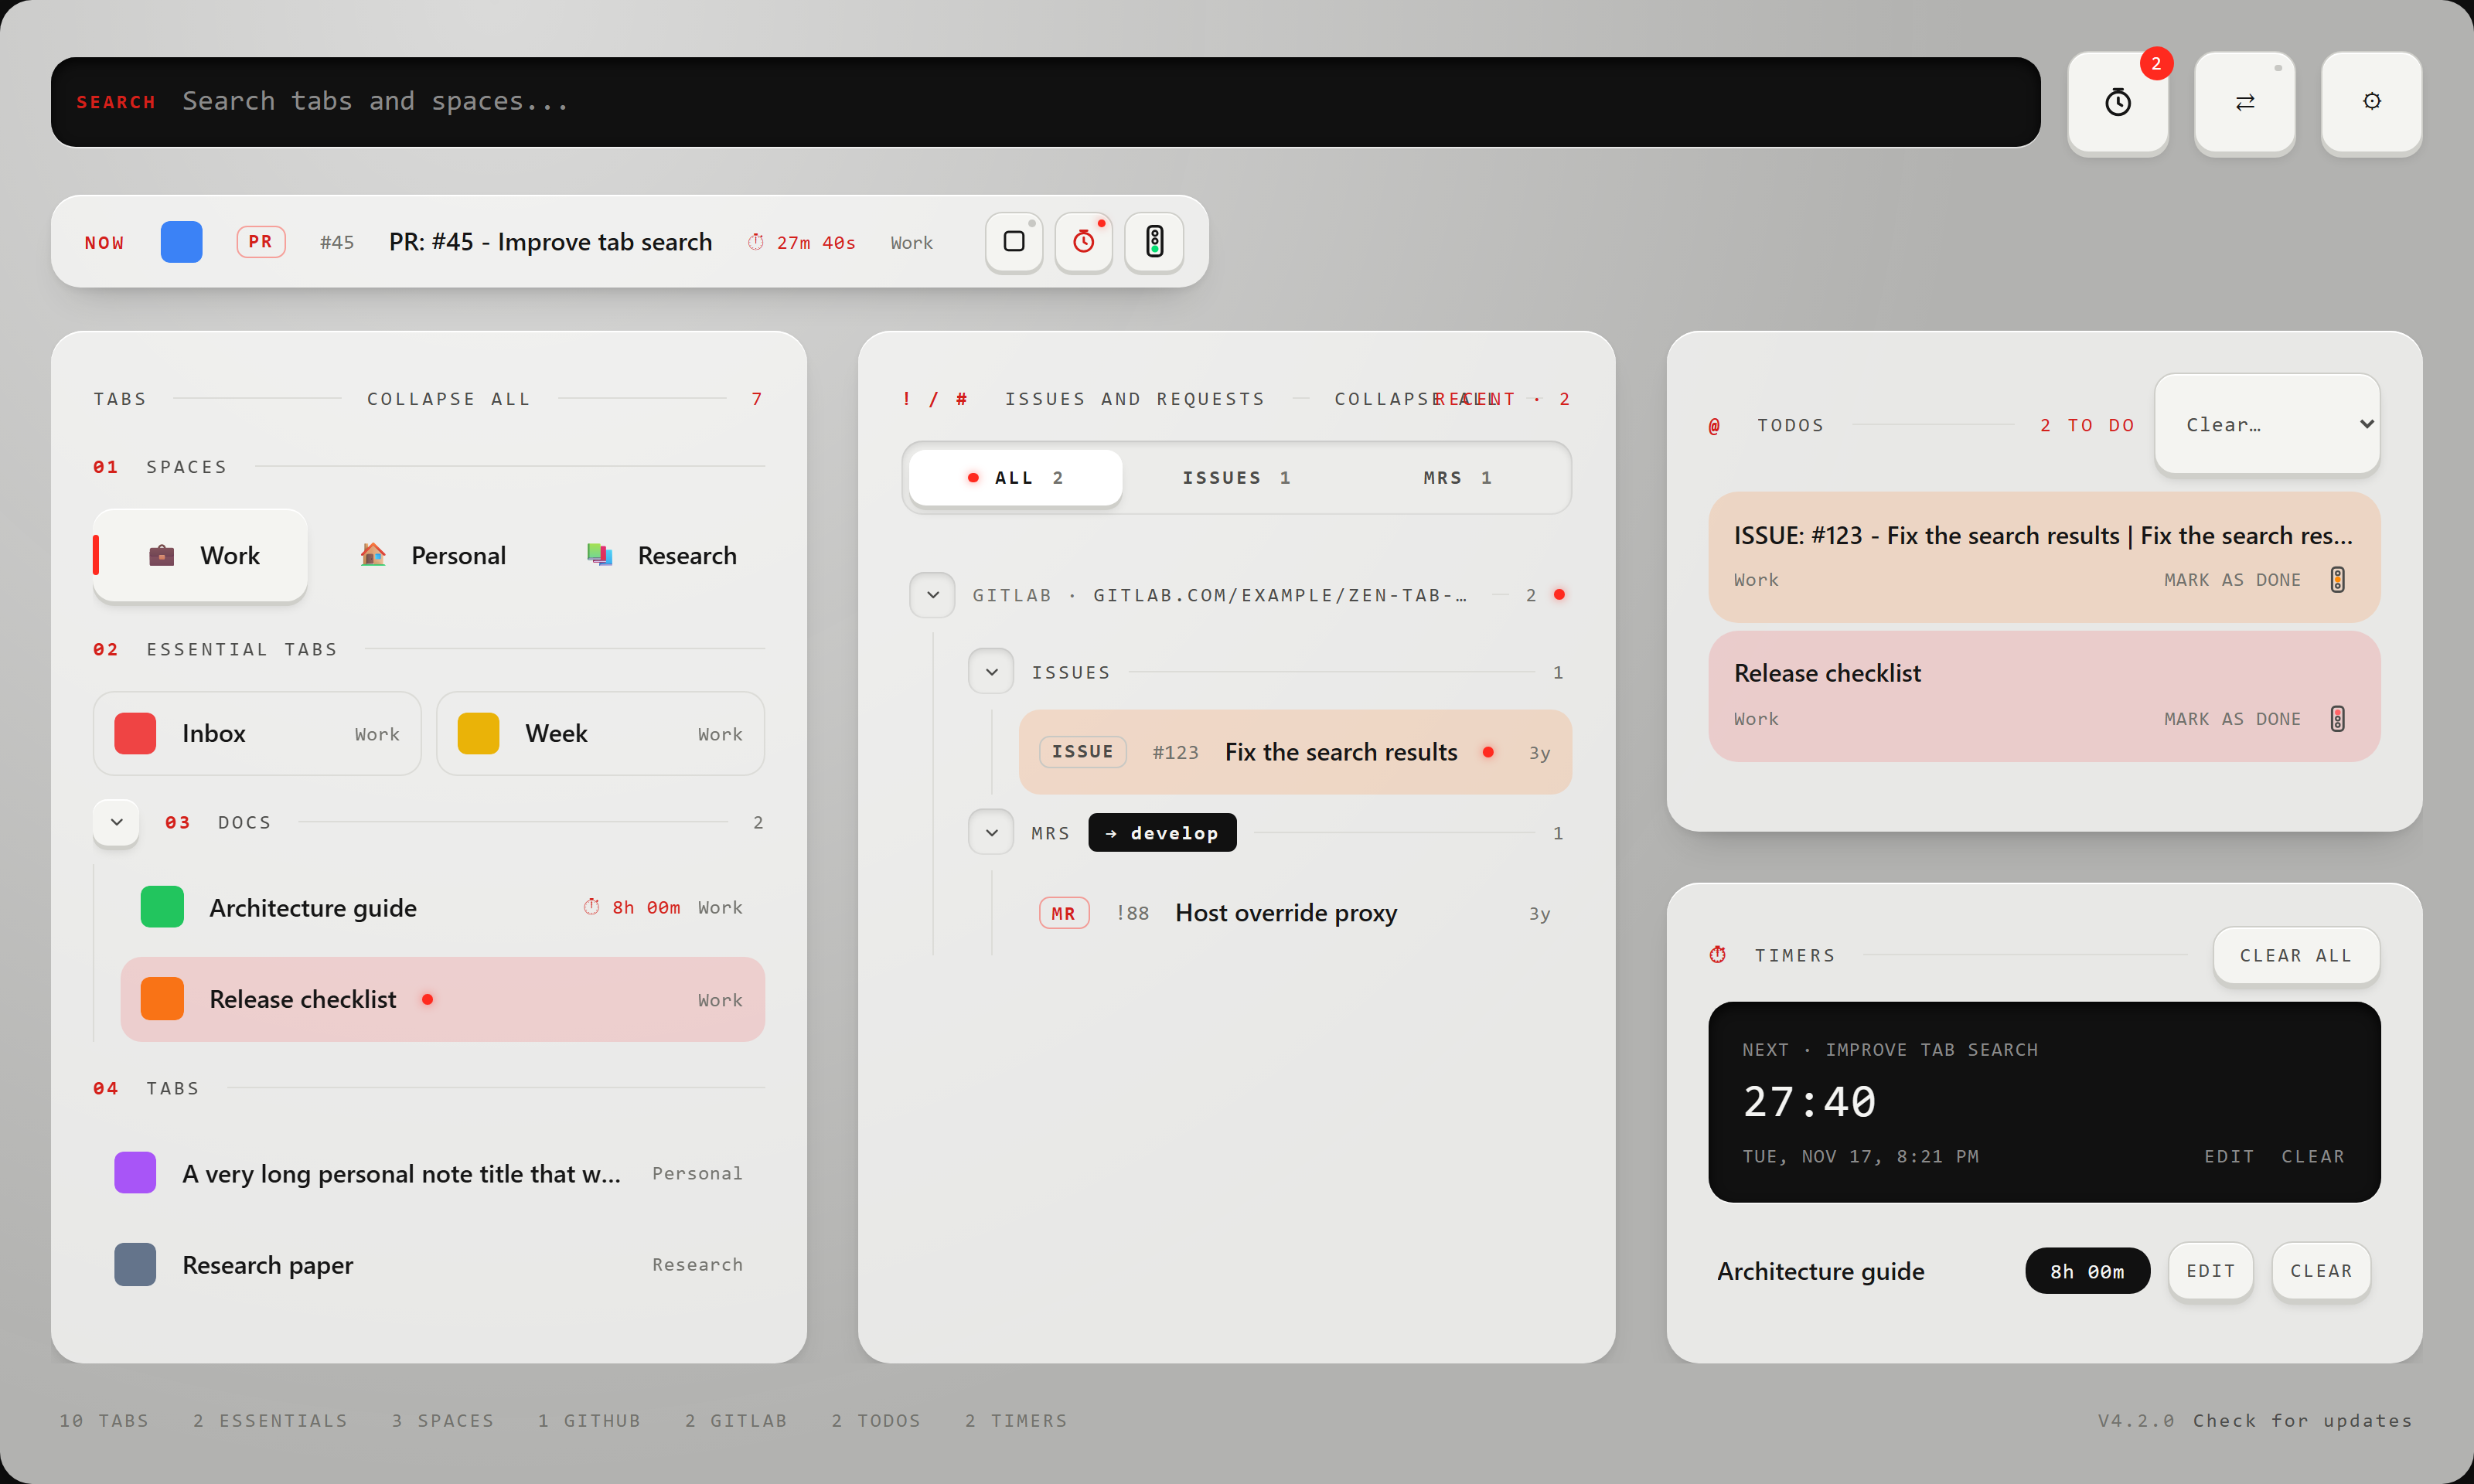 SEARCH Search tabs and spaces...
2
NOW PR #45 PR: #45 - Improve tab search 27m 40s Work
TABS COLLAPSE ALL 7
01 SPACES
Work Personal Research
02 ESSENTIAL TABS
Inbox Work Week Work
03 DOCS 2
Architecture guide 8h 00m Work
Release checklist Work
04 TABS
A very long personal note title that w... Personal
Research paper Research
! / # ISSUES AND REQUESTS COLLAPSE ALL RECENT · 2
ALL 2 ISSUES 1 MRS 1
GITLAB · GITLAB.COM/EXAMPLE/ZEN-TAB-... 2
ISSUES 1
ISSUE #123 Fix the search results 3y
MRS → develop 1
MR !88 Host override proxy 3y
@ TODOS 2 TO DO Clear...
ISSUE: #123 - Fix the search results | Fix the search res...
Work MARK AS DONE
Release checklist
Work MARK AS DONE
TIMERS CLEAR ALL
NEXT · IMPROVE TAB SEARCH
27:40
TUE, NOV 17, 8:21 PM EDIT CLEAR
Architecture guide 8h 00m EDIT CLEAR
10 TABS 2 ESSENTIALS 3 SPACES 1 GITHUB 2 GITLAB 2 TODOS 2 TIMERS V4.2.0 Check for updates